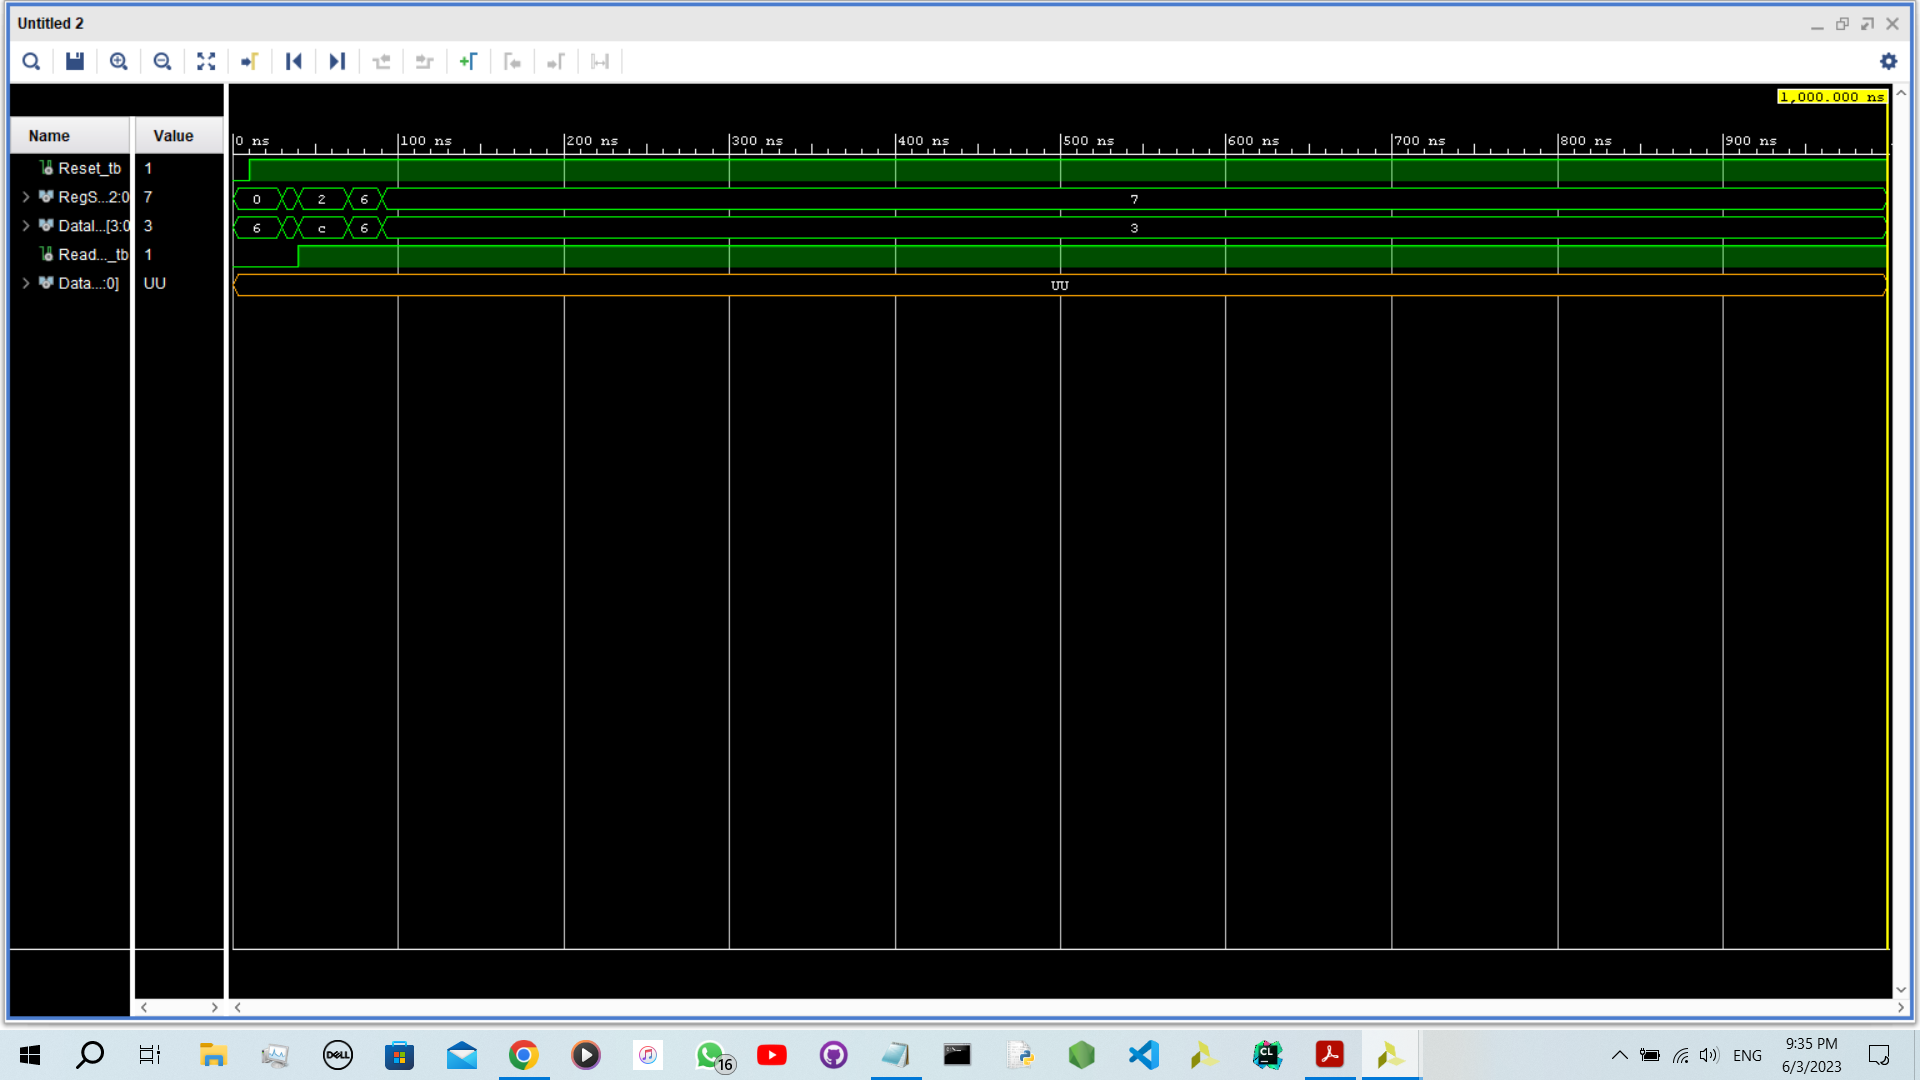 Untitled 2
1,000.000 ns
Name Value
0 ns 100 ns 200 ns 300 ns 400 ns 500 ns 600 ns 700 ns 800 ns 900 ns
Reset_tb 1
RegS...2:0 7 0 2 6 7
DataI...[3:0 3 6 c 6 3
Read..._tb 1
Data...:0] UU UU
DELL
16
CL
ENG
9:35 PM
6/3/2023